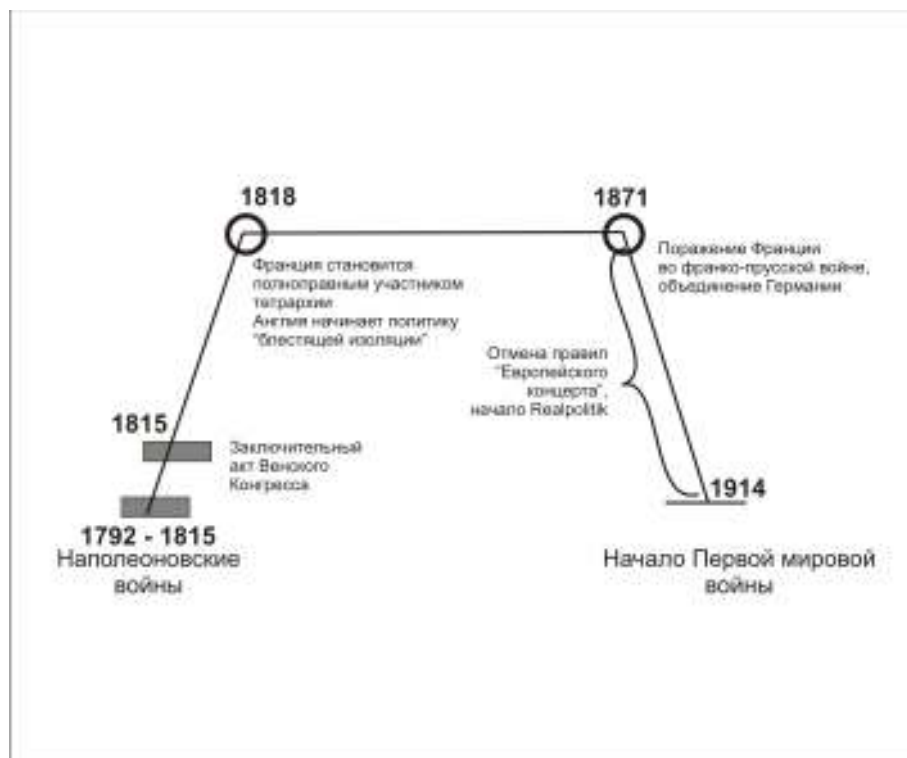 1818
Франция становится
полноправным участником
тетрархии
Англия начинает политику
"блестящей изоляции"
1871
Поражение Франции
во франко-прусской войне,
объединение Германии
Отмена правил
"Европейского
концерта",
начало Realpolitik
1815
Заключительный
акт Венского
Конгресса
1792 - 1815
Наполеоновские
войны
1914
Начало Первой мировой
войны